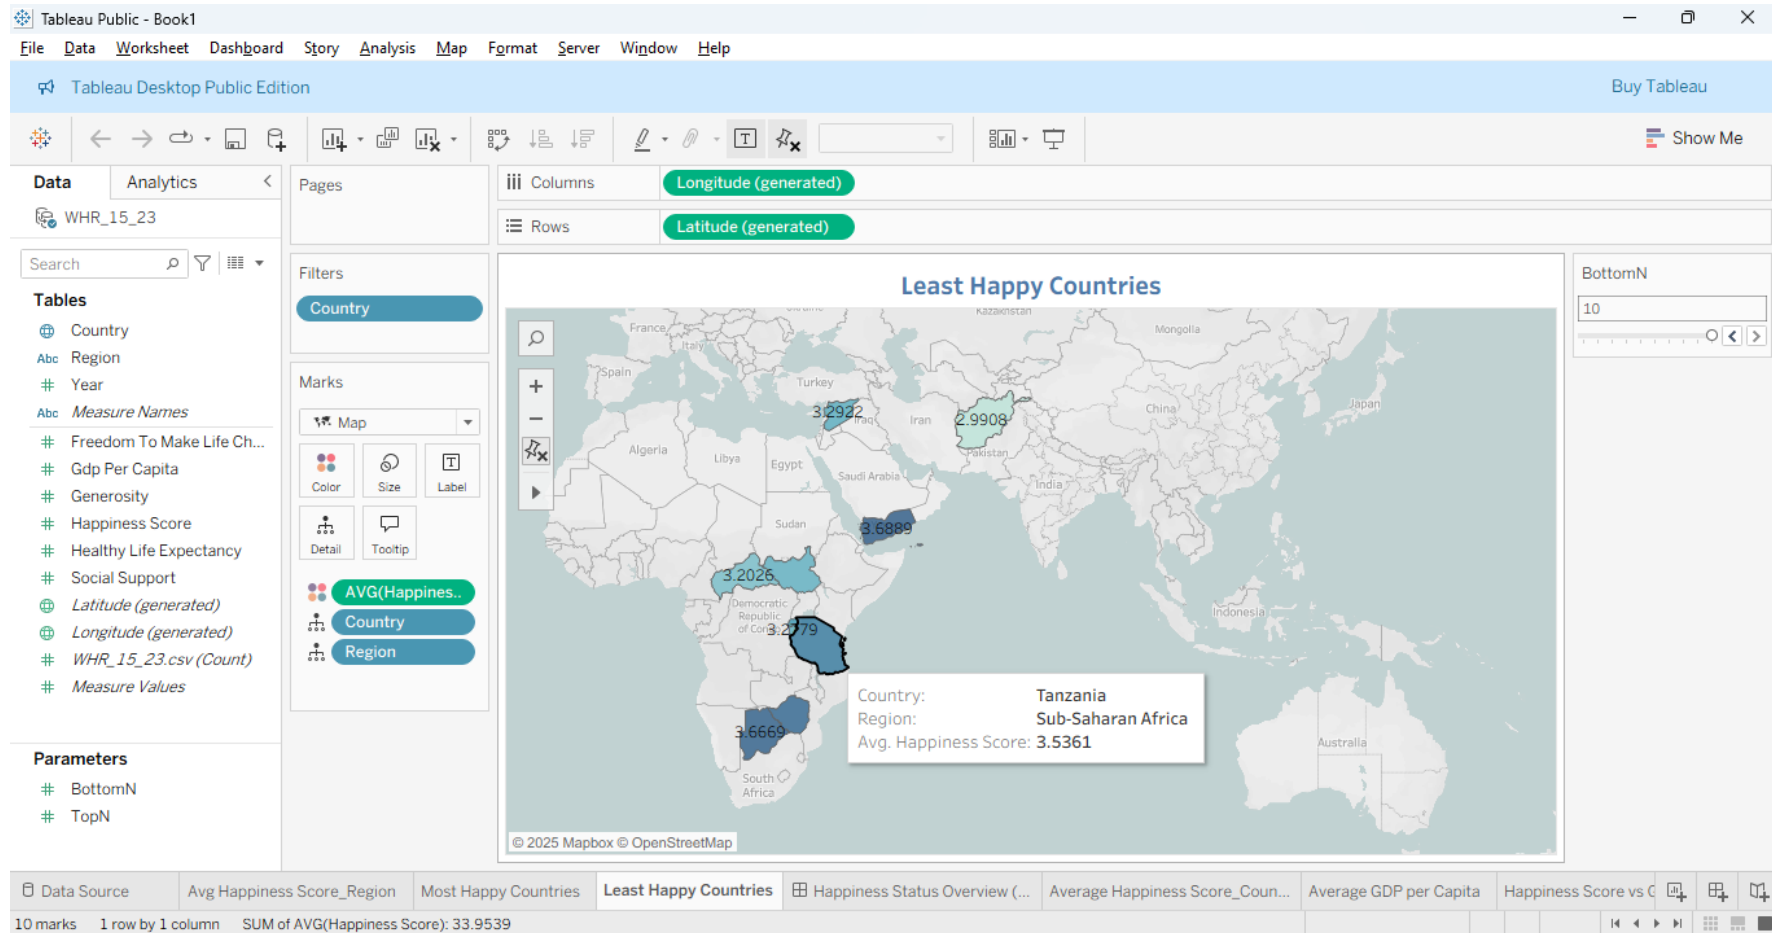 Tableau Public - Book1
File Data Worksheet Dashboard Story Analysis Map Format Server Window Help
Tableau Desktop Public Edition
Buy Tableau
Show Me
Data
Analytics
WHR_15_23
Search
Tables
Country
Abc Region
Year
Abc Measure Names
Freedom To Make Life Ch...
Gdp Per Capita
Generosity
Happiness Score
Healthy Life Expectancy
Social Support
Latitude (generated)
Longitude (generated)
WHR_15_23.csv (Count)
Measure Values
Parameters
BottomN
TopN
Pages
Filters
Country
Marks
Map
Color
Size
Label
Detail
Tooltip
AVG(Happines..
Country
Region
Columns
Longitude (generated)
Rows
Latitude (generated)
Least Happy Countries
France
Kazakhstan
Mongolia
Italy
Spain
Turkey
3.2922
Iraq
Iran
2.9908
China
Japan
Algeria
Libya
Egypt
Pakistan
Saudi Arabia
India
Sudan
3.6889
3.2026
Democratic
Republic
of Congo
3.2779
Indonesia
Country: Tanzania
Region: Sub-Saharan Africa
Avg. Happiness Score: 3.5361
3.6669
Australia
South
Africa
© 2025 Mapbox © OpenStreetMap
BottomN
10
Data Source
Avg Happiness Score_Region
Most Happy Countries
Least Happy Countries
Happiness Status Overview (...
Average Happiness Score_Coun...
Average GDP per Capita
Happiness Score vs G
10 marks 1 row by 1 column SUM of AVG(Happiness Score): 33.9539